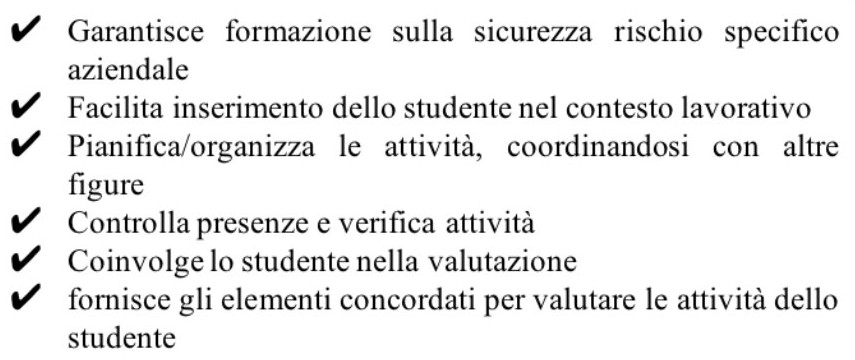 ✔ Garantisce formazione sulla sicurezza rischio specifico
aziendale
✔ Facilita inserimento dello studente nel contesto lavorativo
✔ Pianifica/organizza le attività, coordinandosi con altre
figure
✔ Controlla presenze e verifica attività
✔ Coinvolge lo studente nella valutazione
✔ fornisce gli elementi concordati per valutare le attività dello
studente